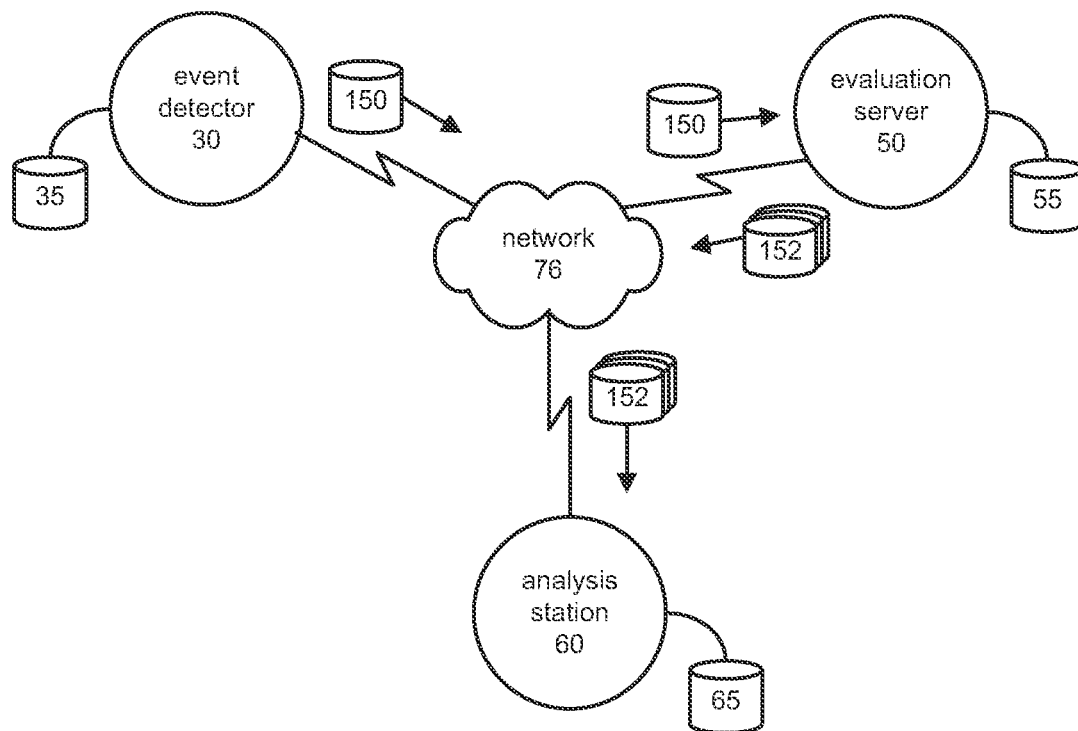 event
detector
30
150
35
150
evaluation
server
50
55
network
76
152
152
analysis
station
60
65